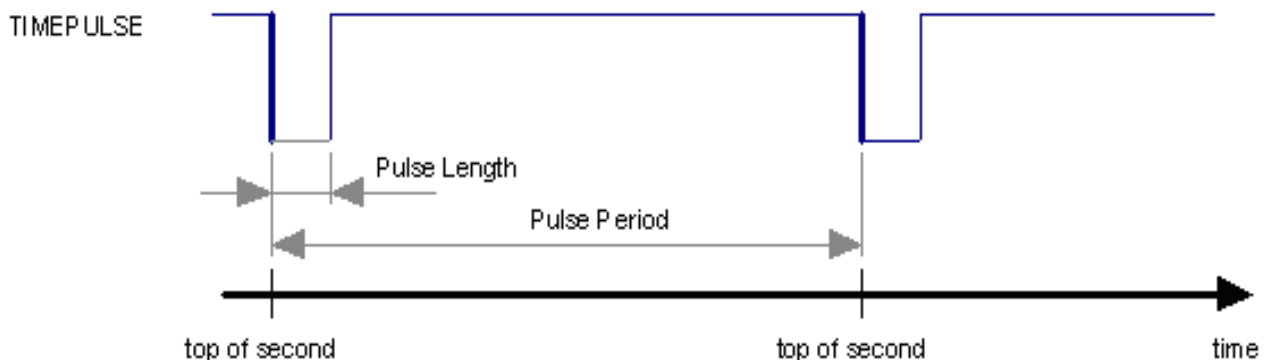 TIMEPULSE
Pulse Length
Pulse Period
top of second
top of second
time